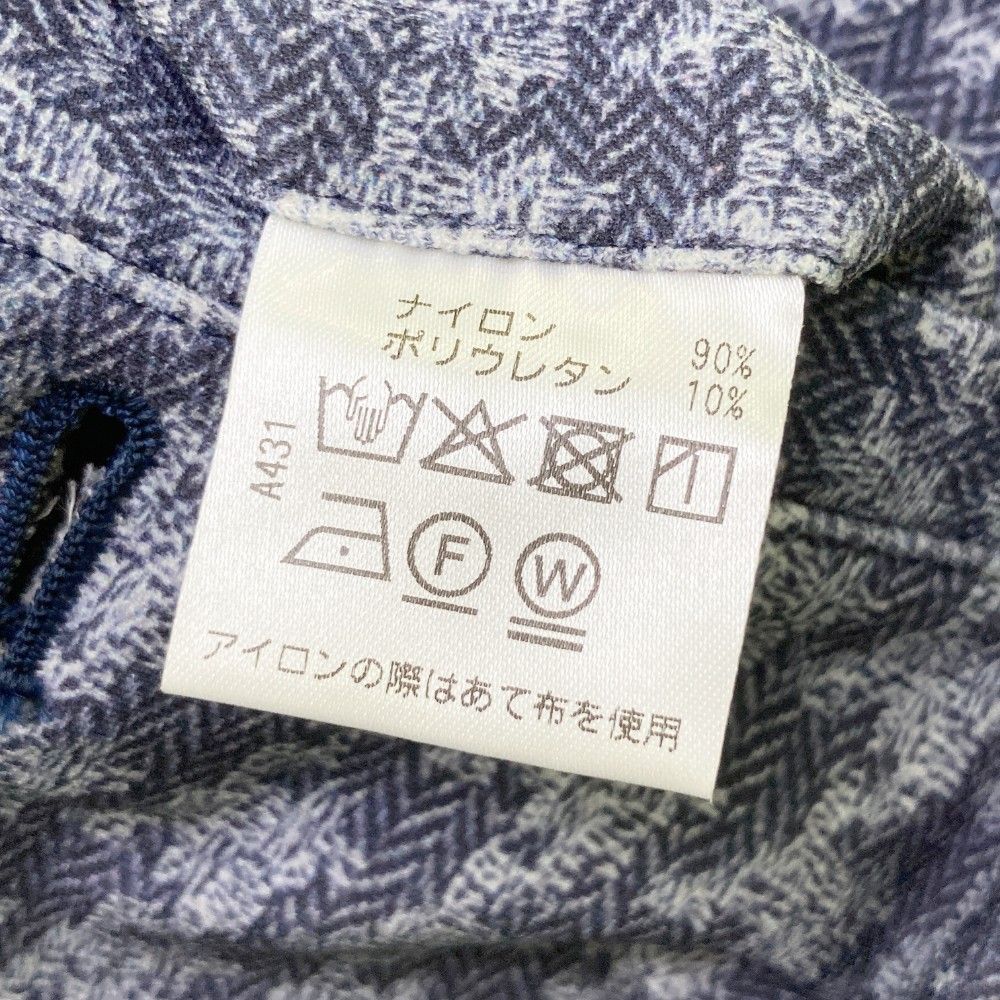 ナイロン 90%
ポリウレタン 10%
A431
F
W
アイロンの際はあて布を使用